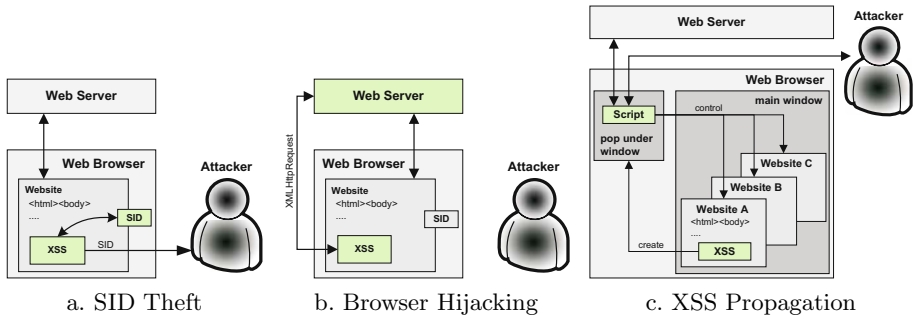 Web Server
Web Browser
Website
<html><body>
....
SID
XSS
SID
Attacker
a. SID Theft
Web Server
XMLHttpRequest
Web Browser
Website
<html><body>
....
SID
XSS
Attacker
b. Browser Hijacking
Web Server
Attacker
Web Browser
Script
control
main window
pop under
window
Website C
Website B
Website A
<html><body>
....
create
XSS
c. XSS Propagation